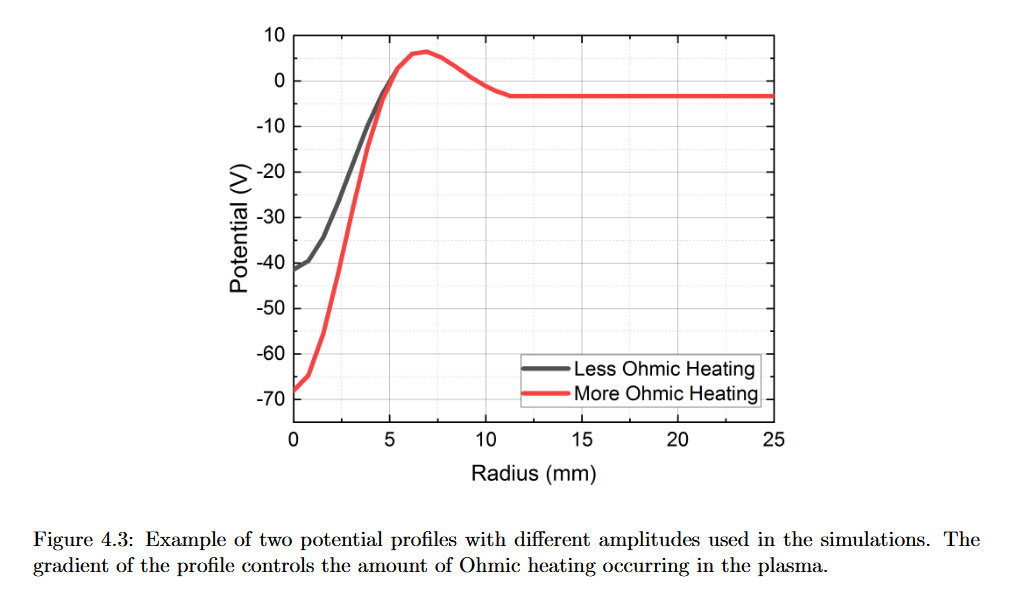 10
0
-10
-20
-30
-40
-50
-60
-70
Potential (V)
Less Ohmic Heating
More Ohmic Heating
0 5 10 15 20 25
Radius (mm)
Figure 4.3: Example of two potential profiles with different amplitudes used in the simulations. The
gradient of the profile controls the amount of Ohmic heating occurring in the plasma.